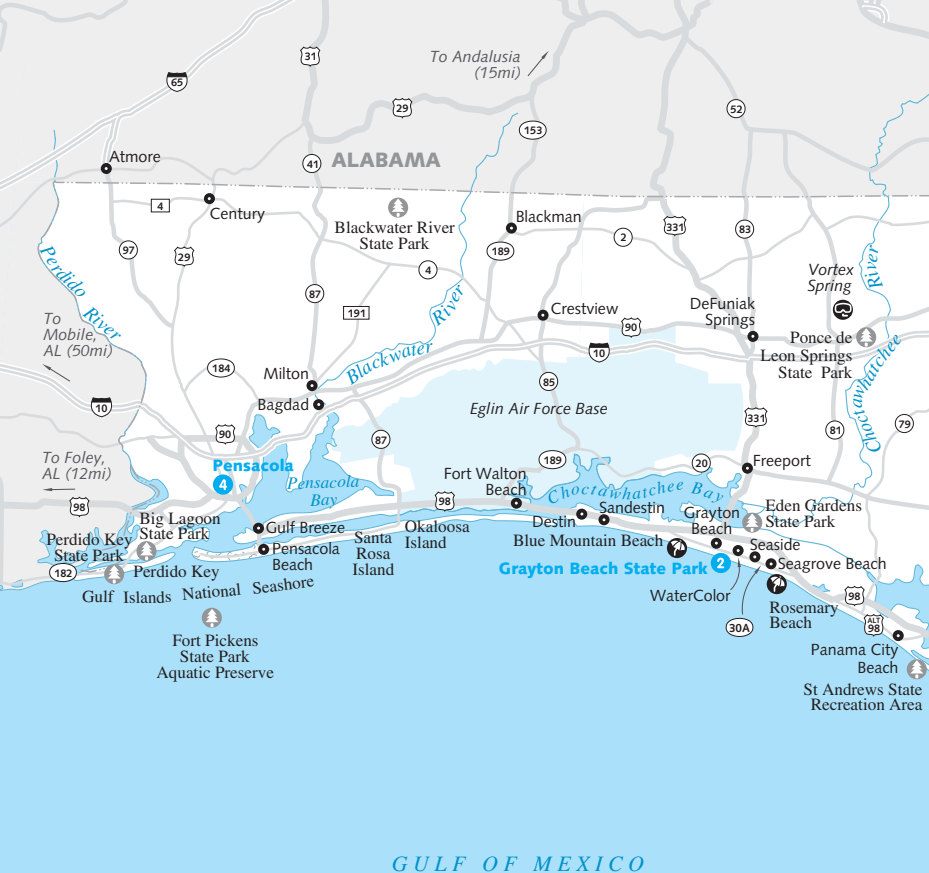 31
To Andalusia
(15mi)
65
29
52
153
Atmore
41
ALABAMA
4
Century
Blackwater River
State Park
Blackman
331
83
2
97
29
189
4
Vortex
Spring
River
Perdido River
87
191
River
Crestview
DeFuniak
Springs
90
To
Mobile,
AL (50mi)
Ponce de
Leon Springs
State Park
10
Blackwater
Choctawhatchee
184
Milton
85
Bagdad
Eglin Air Force Base
10
331
81
79
90
87
To Foley,
AL (12mi)
Pensacola
4
Pensacola
Bay
189
20
Freeport
Fort Walton
Beach
Choctawhatchee Bay
98
98
Eden Gardens
State Park
Big Lagoon
State Park
Gulf Breeze
Santa
Rosa
Island
Okaloosa
Island
Destin
Sandestin
Grayton
Beach
Perdido Key
State Park
Blue Mountain Beach
Seaside
Pensacola
Beach
Seagrove Beach
182
Perdido Key
Grayton Beach State Park
2
Gulf Islands National Seashore
WaterColor
98
Rosemary
Beach
30A
ALT
98
Fort Pickens
State Park
Aquatic Preserve
Panama City
Beach
St Andrews State
Recreation Area
GULF OF MEXICO